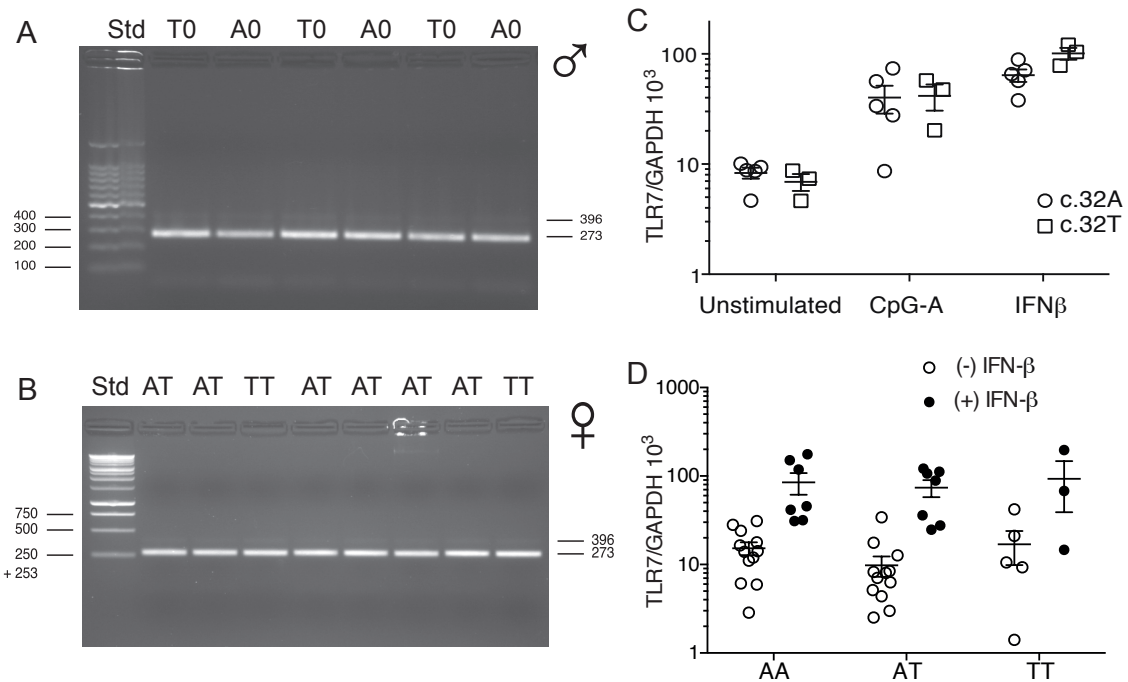 A
Std T0 A0 T0 A0 T0 A0
♂
400
300
200
100
396
273
B
Std AT AT TT AT AT AT AT TT
♀
750
500
250
+ 253
396
273
C
TLR7/GAPDH 10³
100
10
1
c.32A
c.32T
Unstimulated CpG-A IFNβ
D
(-) IFN-β
(+) IFN-β
TLR7/GAPDH 10³
1000
100
10
1
AA AT TT